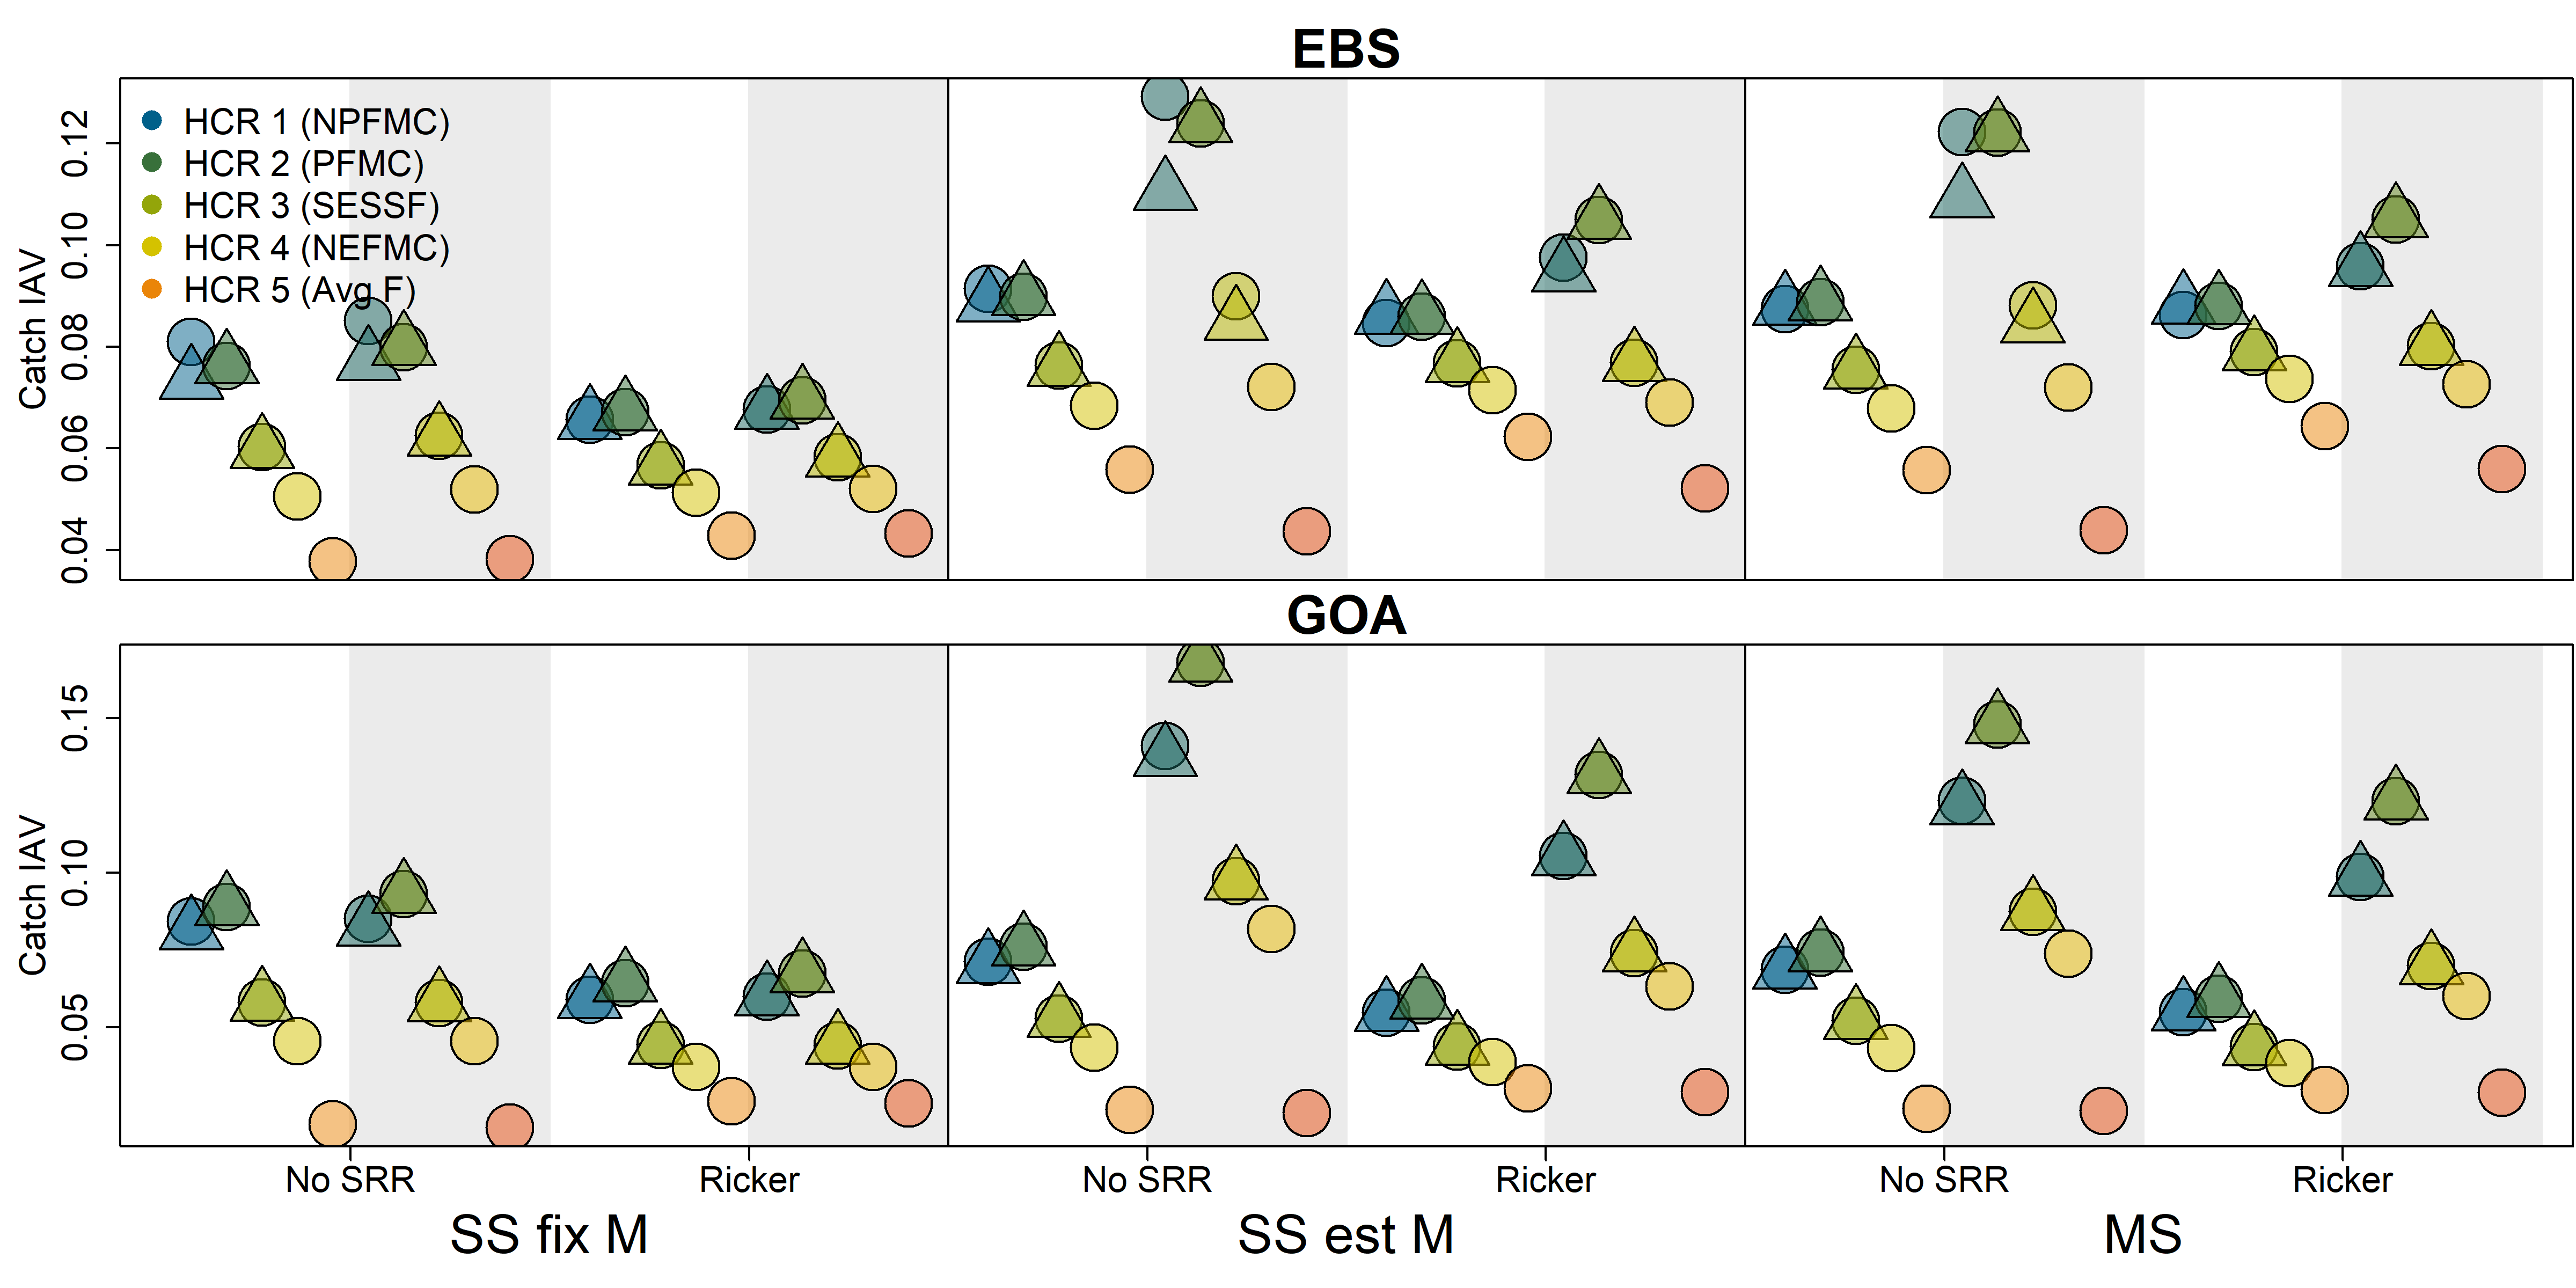 EBS
Catch IAV
0.12
0.10
0.08
0.06
0.04
HCR 1 (NPFMC)
HCR 2 (PFMC)
HCR 3 (SESSF)
HCR 4 (NEFMC)
HCR 5 (Avg F)
GOA
Catch IAV
0.15
0.10
0.05
No SRR Ricker No SRR Ricker No SRR Ricker
SS fix M SS est M MS